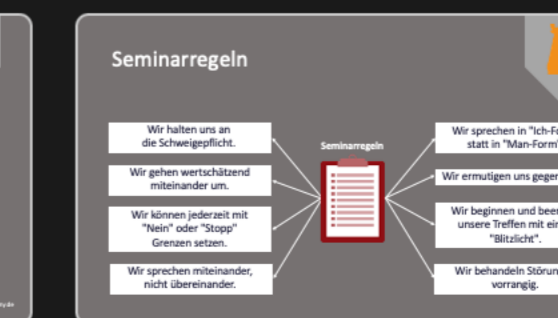 Seminarregeln
Wir halten uns an
die Schweigepflicht.
Wir gehen wertschätzend
miteinander um.
Wir können jederzeit mit
"Nein" oder "Stopp"
Grenzen setzen.
Wir sprechen miteinander,
nicht übereinander.
Seminarregeln
Wir sprechen in "Ich-Fo
statt in "Man-Form"
Wir ermutigen uns gegen
Wir beginnen und been
unsere Treffen mit ein
"Blitzlicht".
Wir behandeln Störun
vorrangig.